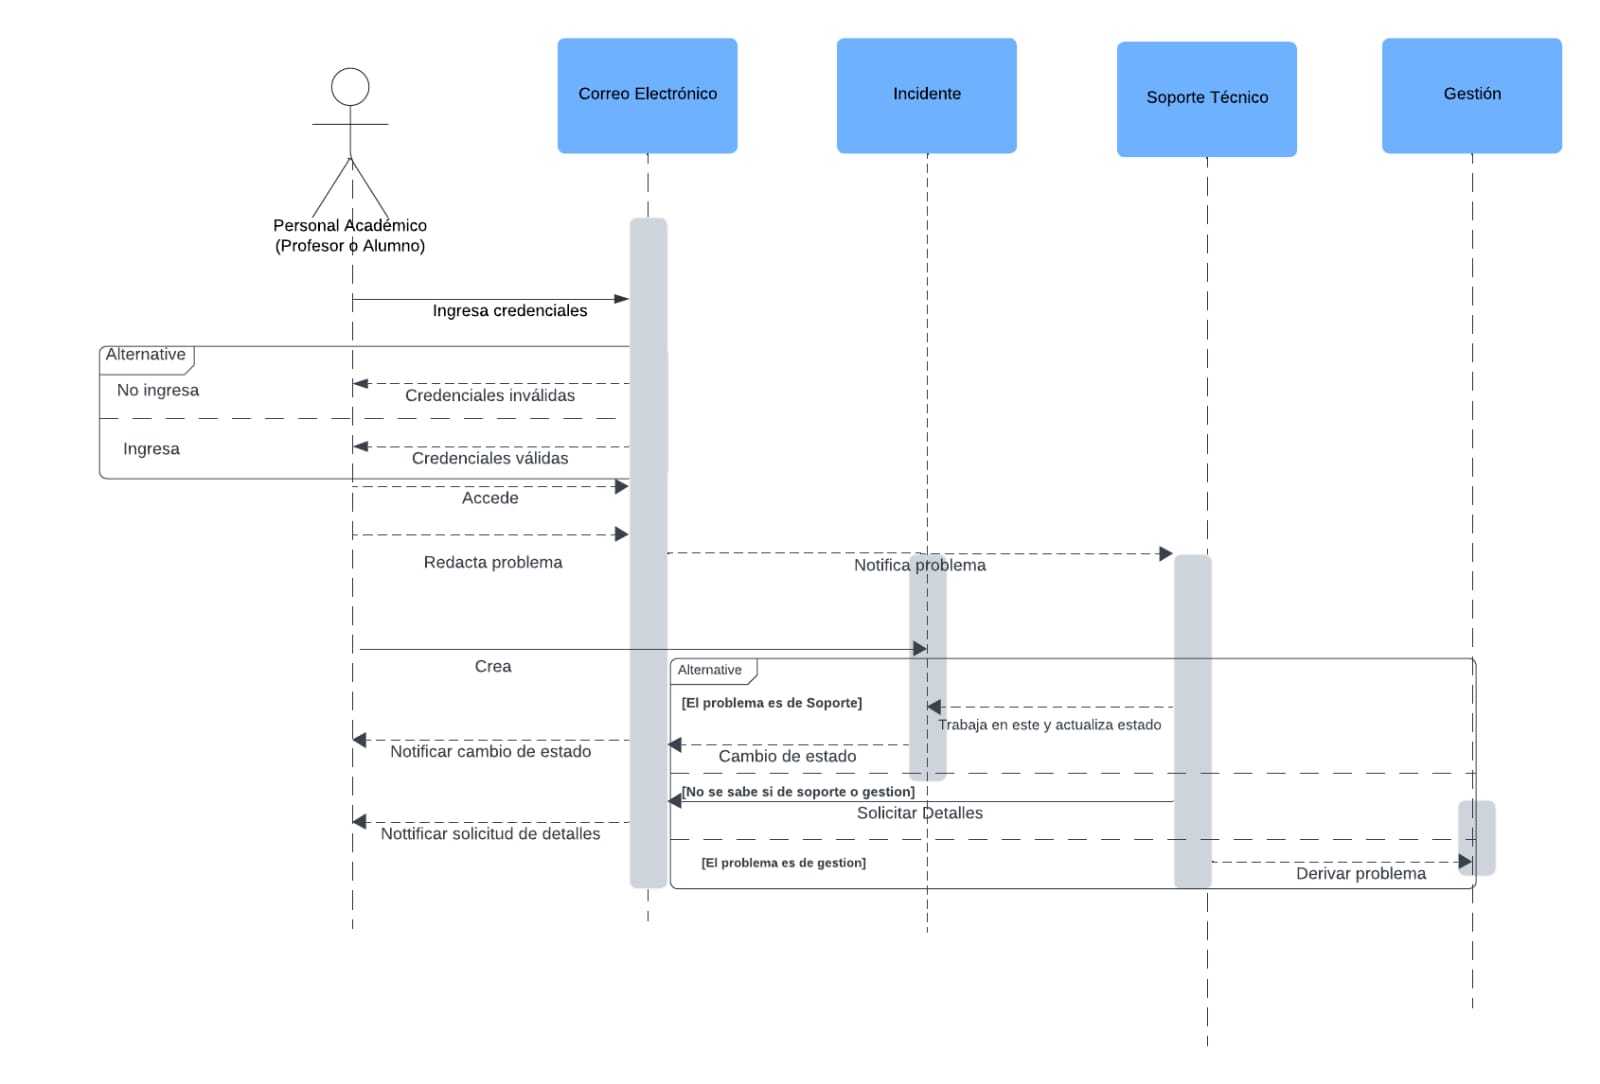 Correo Electrónico
Incidente
Soporte Técnico
Gestión
Personal Académico
(Profesor o Alumno)
Ingresa credenciales
Alternative
No ingresa
Credenciales inválidas
Ingresa
Credenciales válidas
Accede
Redacta problema
Notifica problema
Crea
Alternative
[El problema es de Soporte]
Trabaja en este y actualiza estado
Notificar cambio de estado
Cambio de estado
[No se sabe si de soporte o gestion]
Solicitar Detalles
Nottificar solicitud de detalles
[El problema es de gestion]
Derivar problema